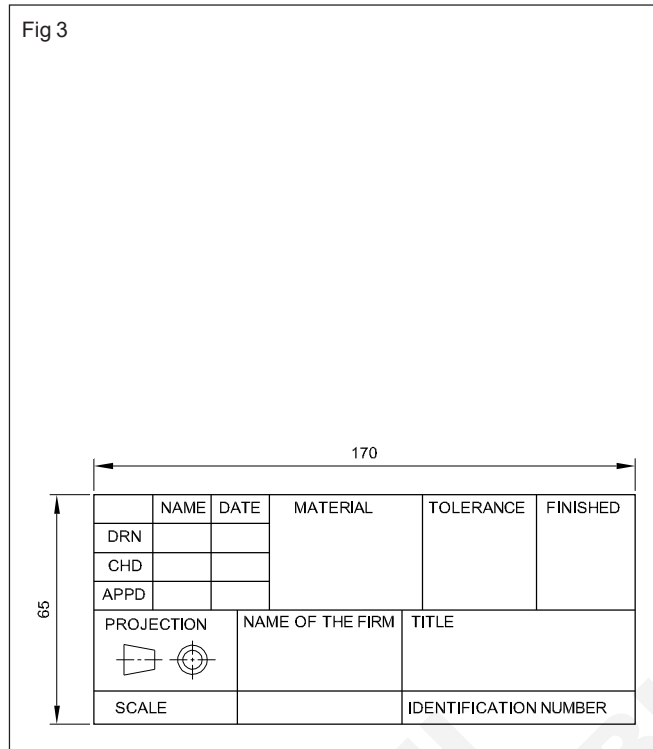 Fig 3
170
65
NAME DATE MATERIAL TOLERANCE FINISHED
DRN
CHD
APPD
PROJECTION NAME OF THE FIRM TITLE
SCALE IDENTIFICATION NUMBER